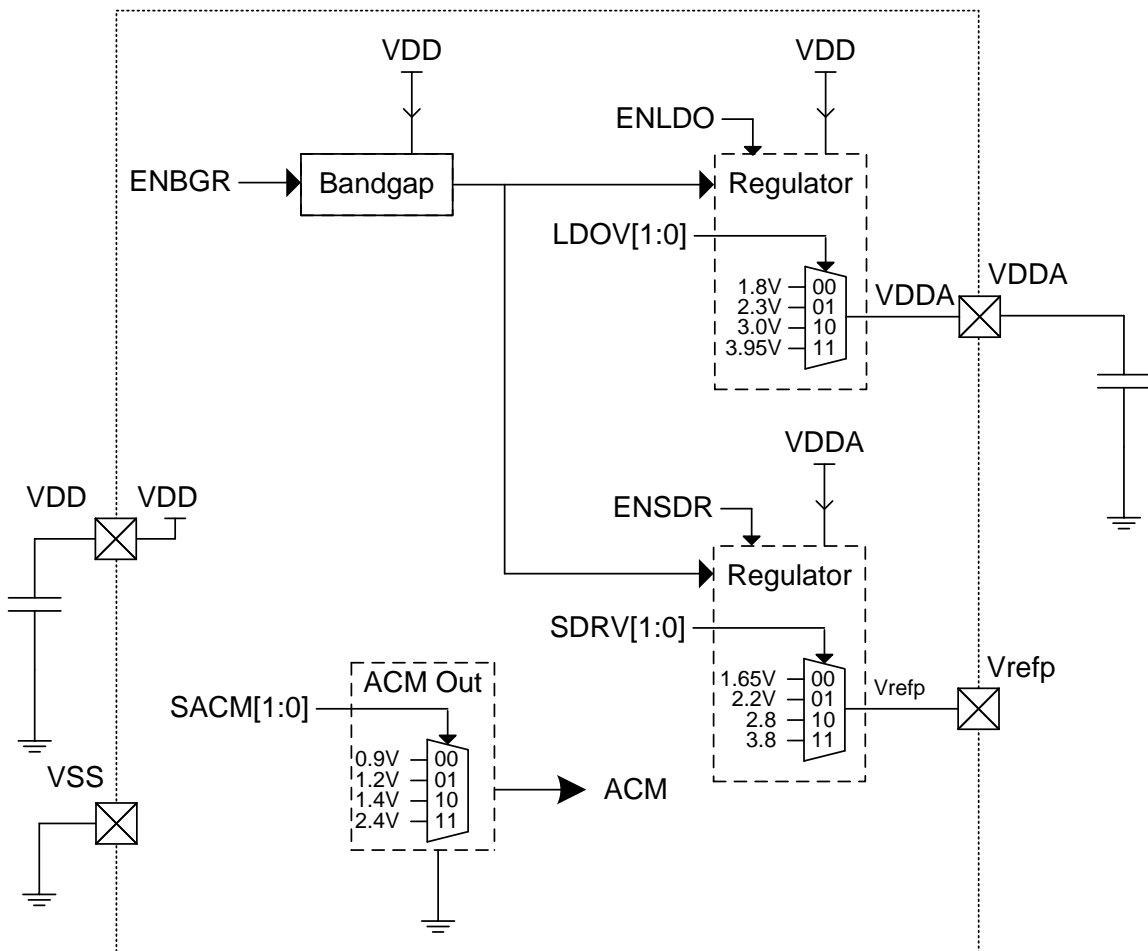 VDD
VDD
ENLDO
ENBGR
Bandgap
Regulator
LDOV[1:0]
1.8V 00
2.3V 01
3.0V 10
3.95V 11
VDDA
VDDA
VDDA
VDD
VDD
ENSDR
Regulator
SDRV[1:0]
1.65V 00
2.2V 01
2.8 10
3.8 11
Vrefp
Vrefp
ACM Out
SACM[1:0]
0.9V 00
1.2V 01
1.4V 10
2.4V 11
ACM
VSS